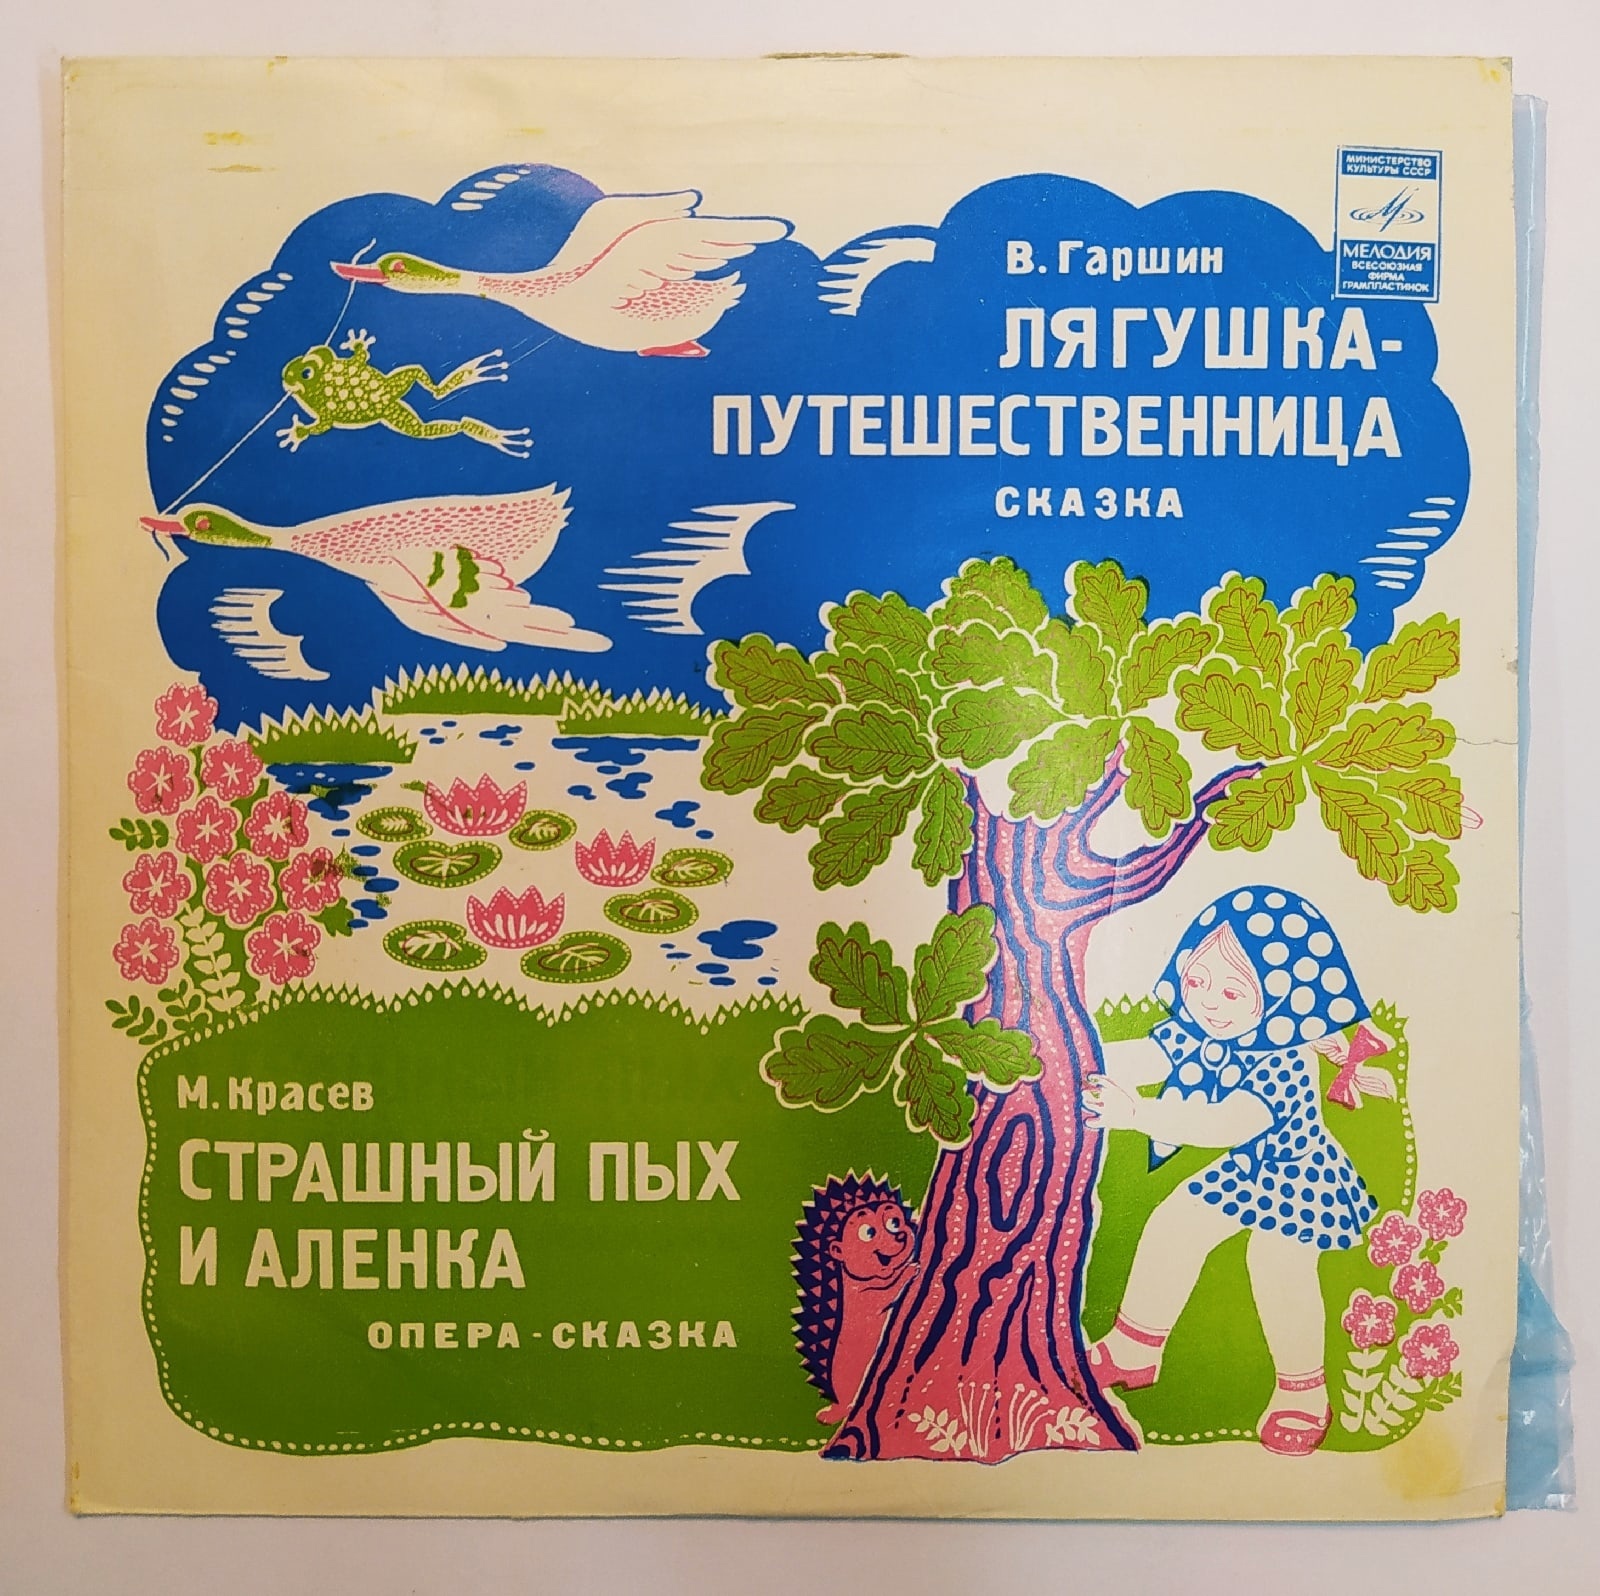 МИНИСТЕРСТВО
КУЛЬТУРЫ СССР
МЕЛОДИЯ
ВСЕСОЮЗНАЯ
ФИРМА
ГРАМПЛАСТИНОК
В. Гаршин
ЛЯГУШКА-
ПУТЕШЕСТВЕННИЦА
СКАЗКА
М. Красев
СТРАШНЫЙ ПЫХ
И АЛЕНКА
ОПЕРА-СКАЗКА